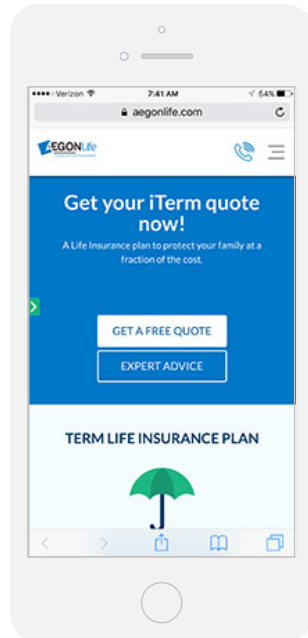 Verizon 7:41 AM 54%
aegonlife.com
AEGON Life
Get your iTerm quote
now!
A Life Insurance plan to protect your family at a
fraction of the cost.
GET A FREE QUOTE
EXPERT ADVICE
TERM LIFE INSURANCE PLAN